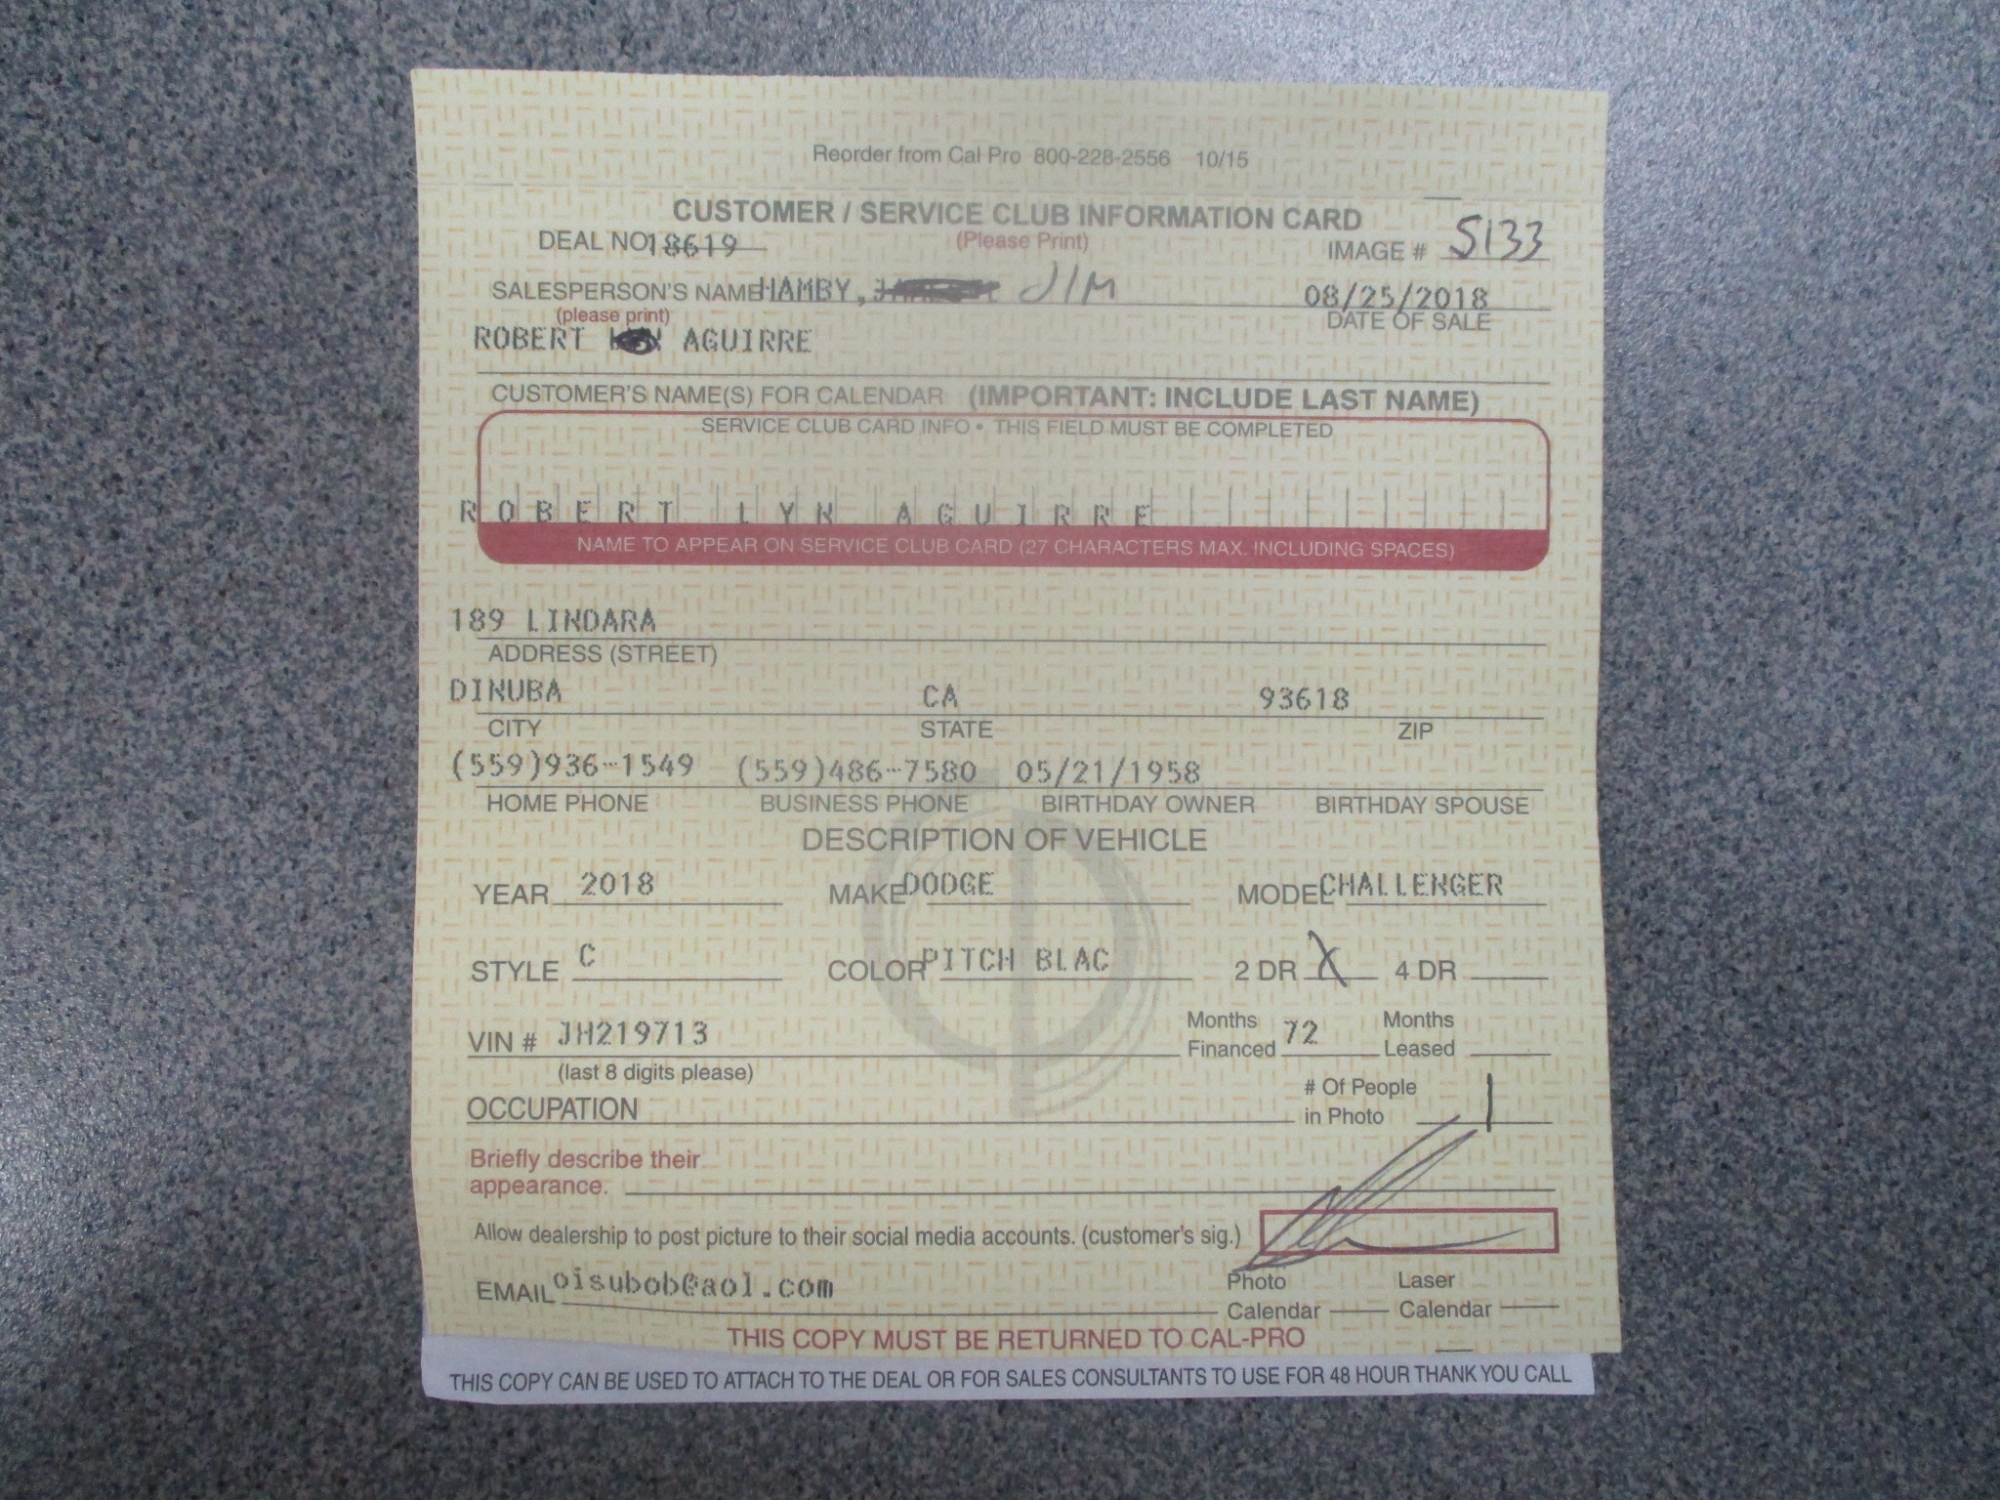 Reorder from Cal Pro 800-228-2556 10/15
CUSTOMER / SERVICE CLUB INFORMATION CARD
DEAL NO 18619 (Please Print) IMAGE # 5133
SALESPERSON'S NAME HAMBY, JIM 08/25/2018
(please print) DATE OF SALE
ROBERT AGUIRRE
CUSTOMER'S NAME(S) FOR CALENDAR (IMPORTANT: INCLUDE LAST NAME)
SERVICE CLUB CARD INFO • THIS FIELD MUST BE COMPLETED
ROBERT LYN AGUIRRE
NAME TO APPEAR ON SERVICE CLUB CARD (27 CHARACTERS MAX. INCLUDING SPACES)
189 LINDARA
ADDRESS (STREET)
DINUBA CA 93618
CITY STATE ZIP
(559)936-1549 (559)486-7580 05/21/1958
HOME PHONE BUSINESS PHONE BIRTHDAY OWNER BIRTHDAY SPOUSE
DESCRIPTION OF VEHICLE
YEAR 2018 MAKE DODGE MODEL CHALLENGER
STYLE C COLOR PITCH BLAC 2 DR X 4 DR
VIN # JH219713 Months Financed 72 Months Leased
(last 8 digits please)
OCCUPATION # Of People in Photo 1
Briefly describe their
appearance.
Allow dealership to post picture to their social media accounts. (customer's sig.)
EMAIL oisubob@aol.com Photo Calendar Laser Calendar
THIS COPY MUST BE RETURNED TO CAL-PRO
THIS COPY CAN BE USED TO ATTACH TO THE DEAL OR FOR SALES CONSULTANTS TO USE FOR 48 HOUR THANK YOU CALL